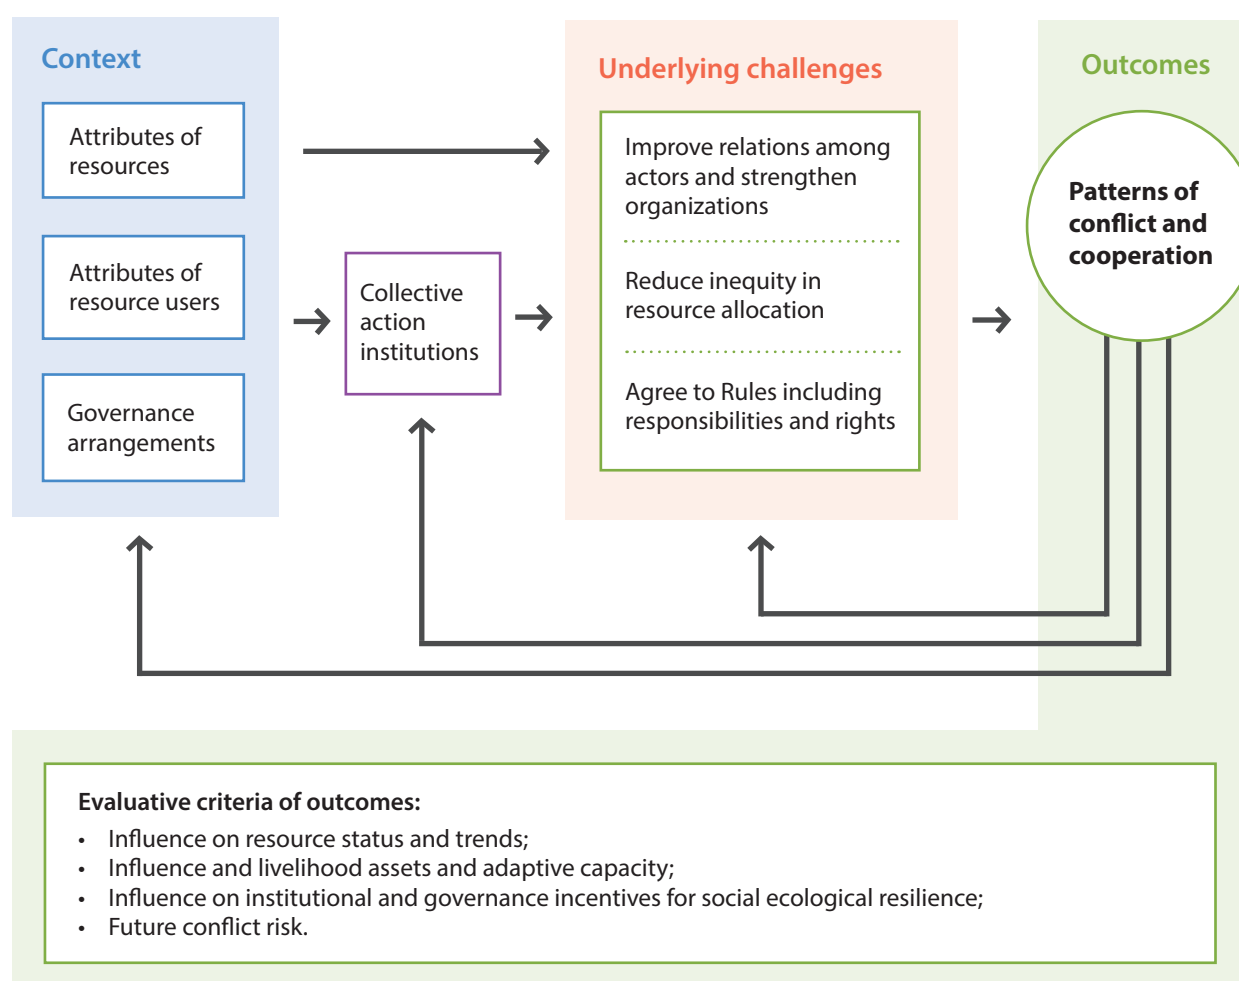 Context
Attributes of
resources
Attributes of
resource users
Governance
arrangements
Collective
action
institutions
Underlying challenges
Improve relations among
actors and strengthen
organizations
Reduce inequity in
resource allocation
Agree to Rules including
responsibilities and rights
Outcomes
Patterns of
conflict and
cooperation
Evaluative criteria of outcomes:
• Influence on resource status and trends;
• Influence and livelihood assets and adaptive capacity;
• Influence on institutional and governance incentives for social ecological resilience;
• Future conflict risk.